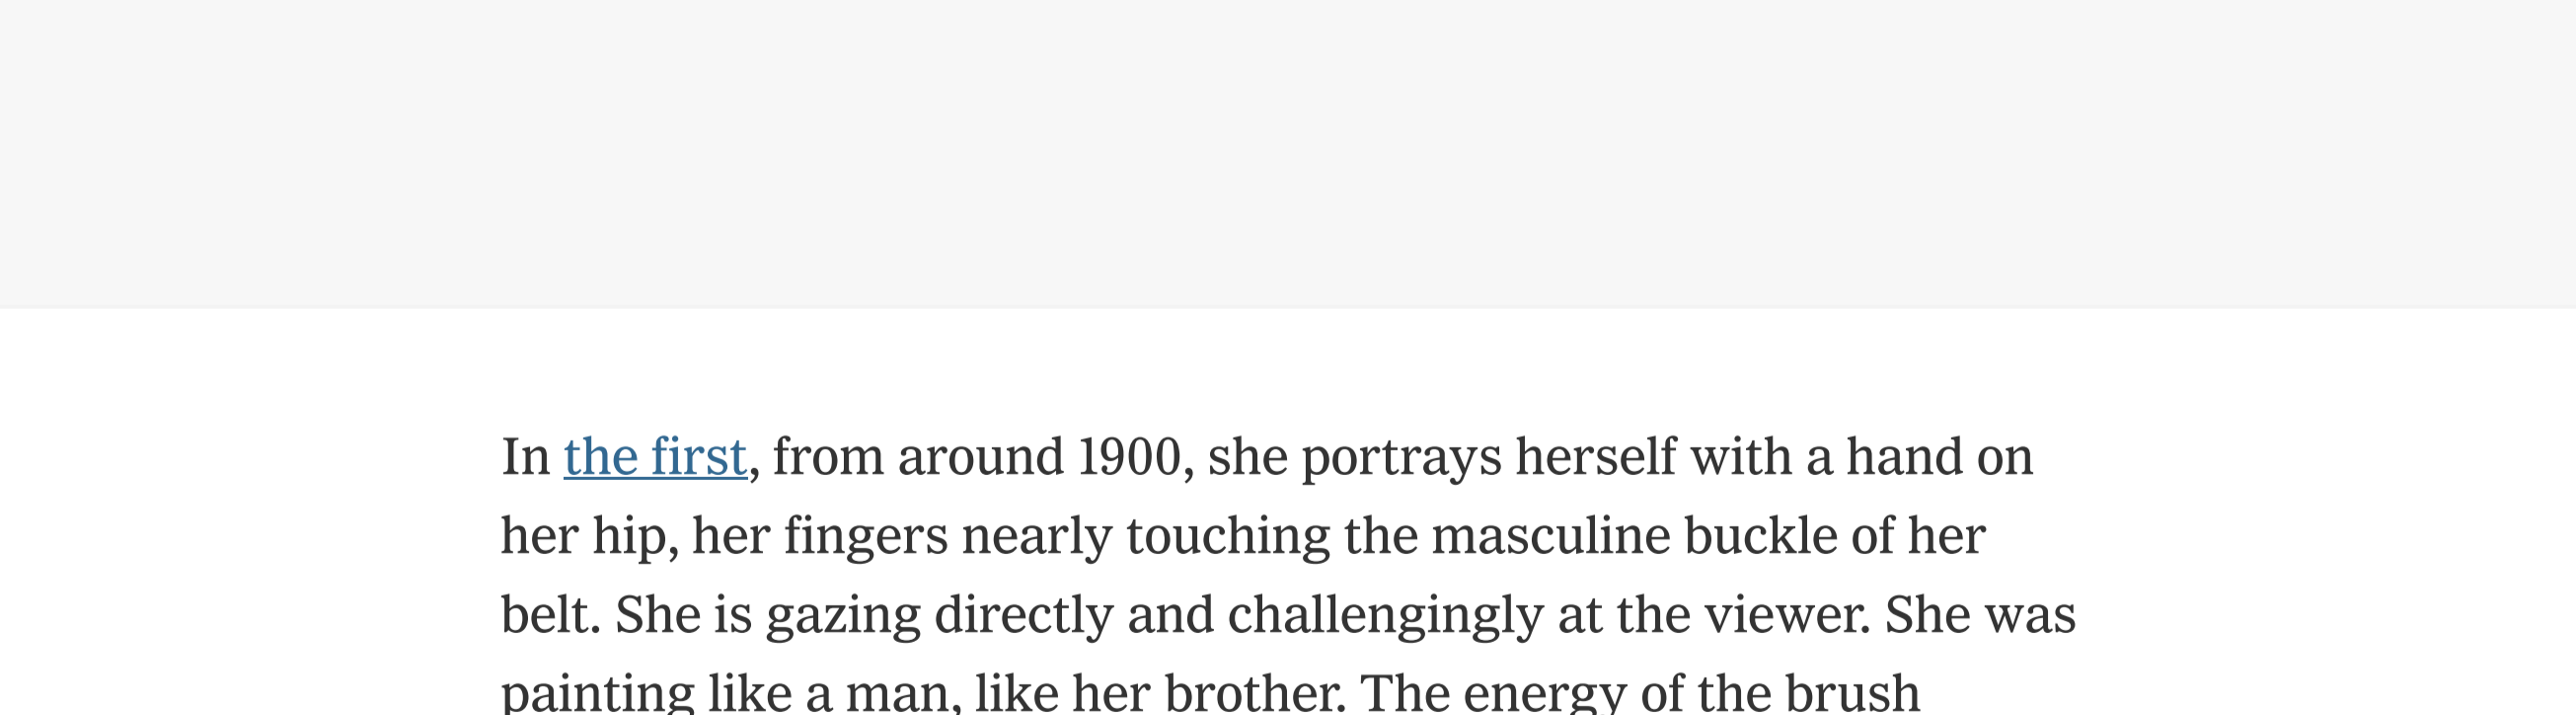 In the first, from around 1900, she portrays herself with a hand on
her hip, her fingers nearly touching the masculine buckle of her
belt. She is gazing directly and challengingly at the viewer. She was
painting like a man, like her brother. The energy of the brush